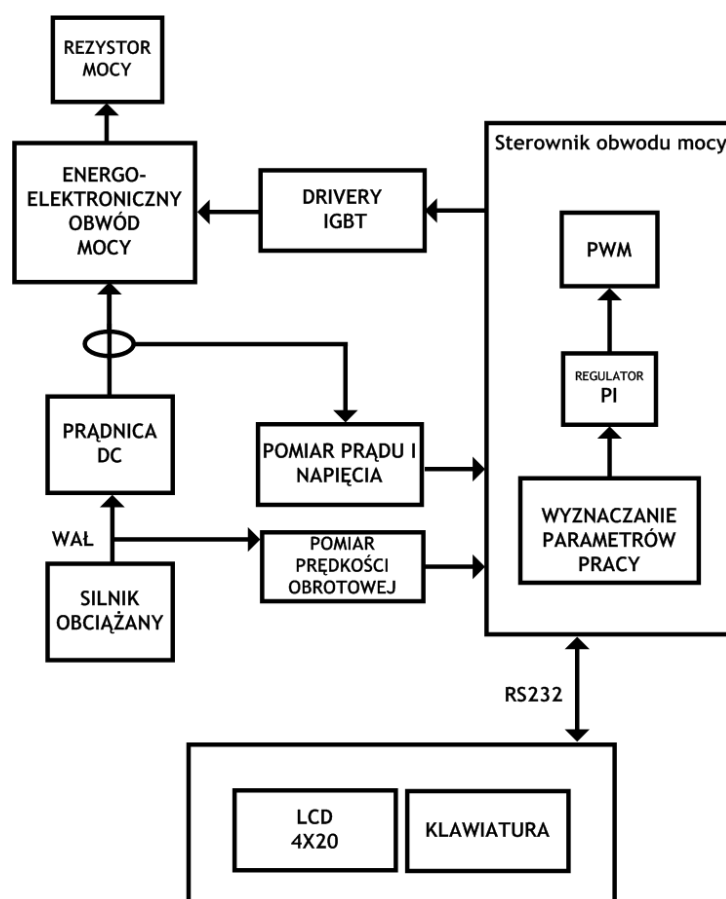 REZYSTOR
MOCY
Sterownik obwodu mocy
ENERGO-
ELEKTRONICZNY
OBWÓD
MOCY
DRIVERY
IGBT
PWM
REGULATOR
PI
PRĄDNICA
DC
POMIAR PRĄDU I
NAPIĘCIA
WYZNACZANIE
PARAMETRÓW
PRACY
WAŁ
POMIAR
PRĘDKOŚCI
OBROTOWEJ
SILNIK
OBCIĄŻANY
RS232
LCD
4X20
KLAWIATURA